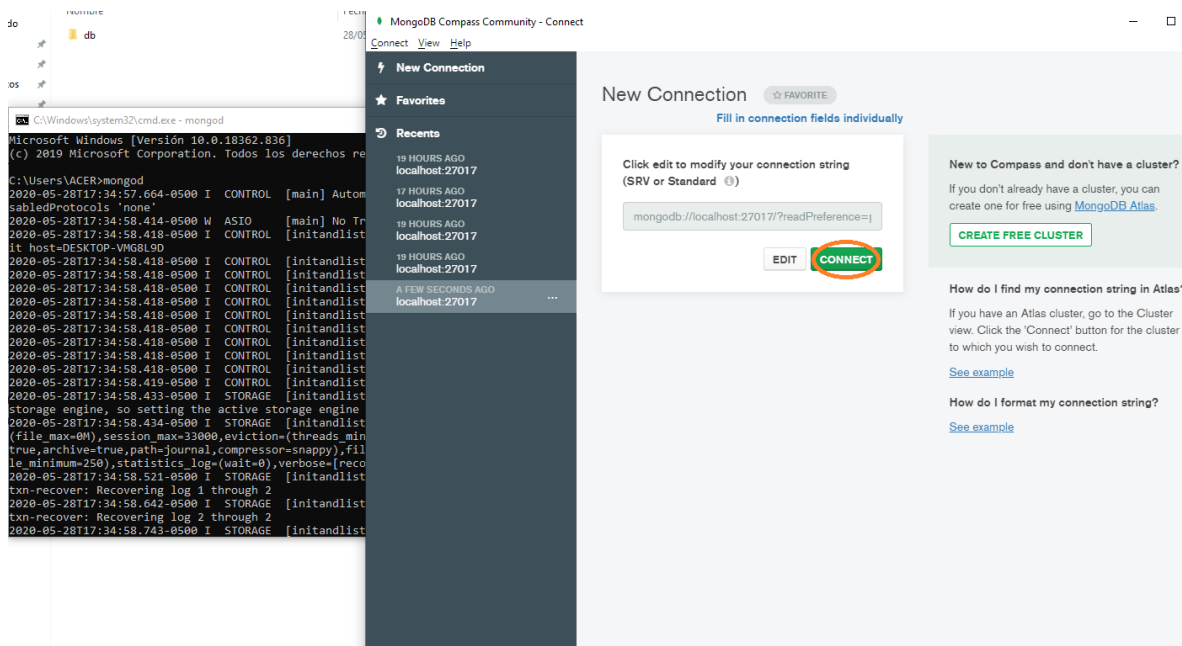 do
Nombre
db
28/05
tos
C:\Windows\system32\cmd.exe - mongod
Microsoft Windows [Versión 10.0.18362.836]
(c) 2019 Microsoft Corporation. Todos los derechos re
C:\Users\ACER>mongod
2020-05-28T17:34:57.664-0500 I  CONTROL  [main] Autom
sabledProtocols 'none'
2020-05-28T17:34:58.414-0500 W  ASIO     [main] No Tr
2020-05-28T17:34:58.418-0500 I  CONTROL  [initandlist
it host=DESKTOP-VMG8L9D
2020-05-28T17:34:58.418-0500 I  CONTROL  [initandlist
2020-05-28T17:34:58.418-0500 I  CONTROL  [initandlist
2020-05-28T17:34:58.418-0500 I  CONTROL  [initandlist
2020-05-28T17:34:58.418-0500 I  CONTROL  [initandlist
2020-05-28T17:34:58.418-0500 I  CONTROL  [initandlist
2020-05-28T17:34:58.418-0500 I  CONTROL  [initandlist
2020-05-28T17:34:58.418-0500 I  CONTROL  [initandlist
2020-05-28T17:34:58.418-0500 I  CONTROL  [initandlist
2020-05-28T17:34:58.418-0500 I  CONTROL  [initandlist
2020-05-28T17:34:58.419-0500 I  CONTROL  [initandlist
2020-05-28T17:34:58.433-0500 I  STORAGE  [initandlist
storage engine, so setting the active storage engine
2020-05-28T17:34:58.434-0500 I  STORAGE  [initandlist
(file_max=0M),session_max=33000,eviction=(threads_min
true,archive=true,path=journal,compressor=snappy),fil
le_minimum=250),statistics_log=(wait=0),verbose=[reco
2020-05-28T17:34:58.521-0500 I  STORAGE  [initandlist
txn-recover: Recovering log 1 through 2
2020-05-28T17:34:58.642-0500 I  STORAGE  [initandlist
txn-recover: Recovering log 2 through 2
2020-05-28T17:34:58.743-0500 I  STORAGE  [initandlist
MongoDB Compass Community - Connect
Connect View Help
New Connection
Favorites
Recents
19 HOURS AGO
localhost:27017
17 HOURS AGO
localhost:27017
19 HOURS AGO
localhost:27017
19 HOURS AGO
localhost:27017
A FEW SECONDS AGO
localhost:27017
...
New Connection
FAVORITE
Fill in connection fields individually
Click edit to modify your connection string
(SRV or Standard )
mongodb://localhost:27017/?readPreference=p
EDIT
CONNECT
New to Compass and don't have a cluster?
If you don't already have a cluster, you can
create one for free using MongoDB Atlas.
CREATE FREE CLUSTER
How do I find my connection string in Atlas?
If you have an Atlas cluster, go to the Cluster
view. Click the 'Connect' button for the cluster
to which you wish to connect.
See example
How do I format my connection string?
See example